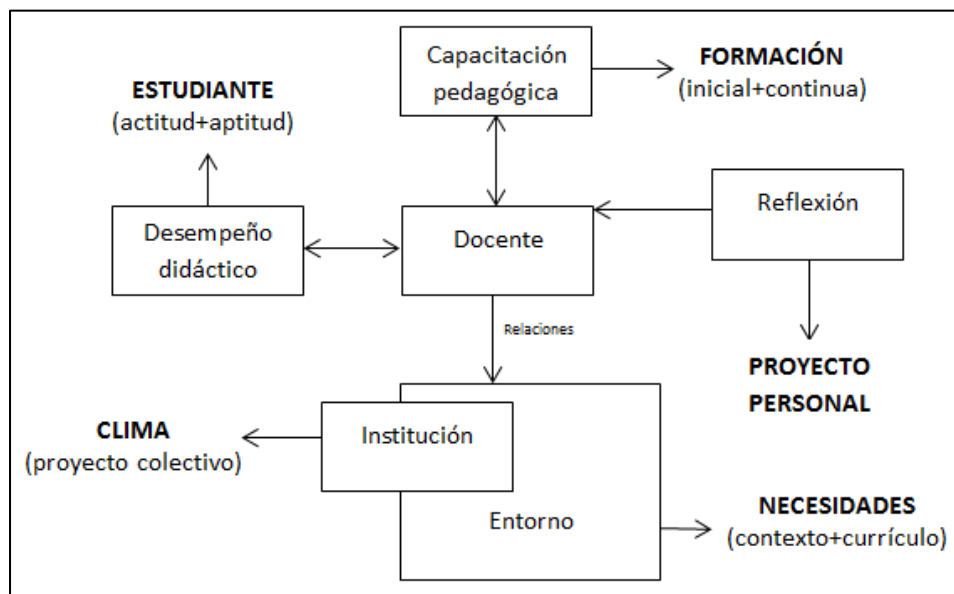 Capacitación
pedagógica
FORMACIÓN
(inicial+continua)
ESTUDIANTE
(actitud+aptitud)
Reflexión
Desempeño
didáctico
Docente
Relaciones
PROYECTO
PERSONAL
CLIMA
(proyecto colectivo)
Institución
Entorno
NECESIDADES
(contexto+currículo)